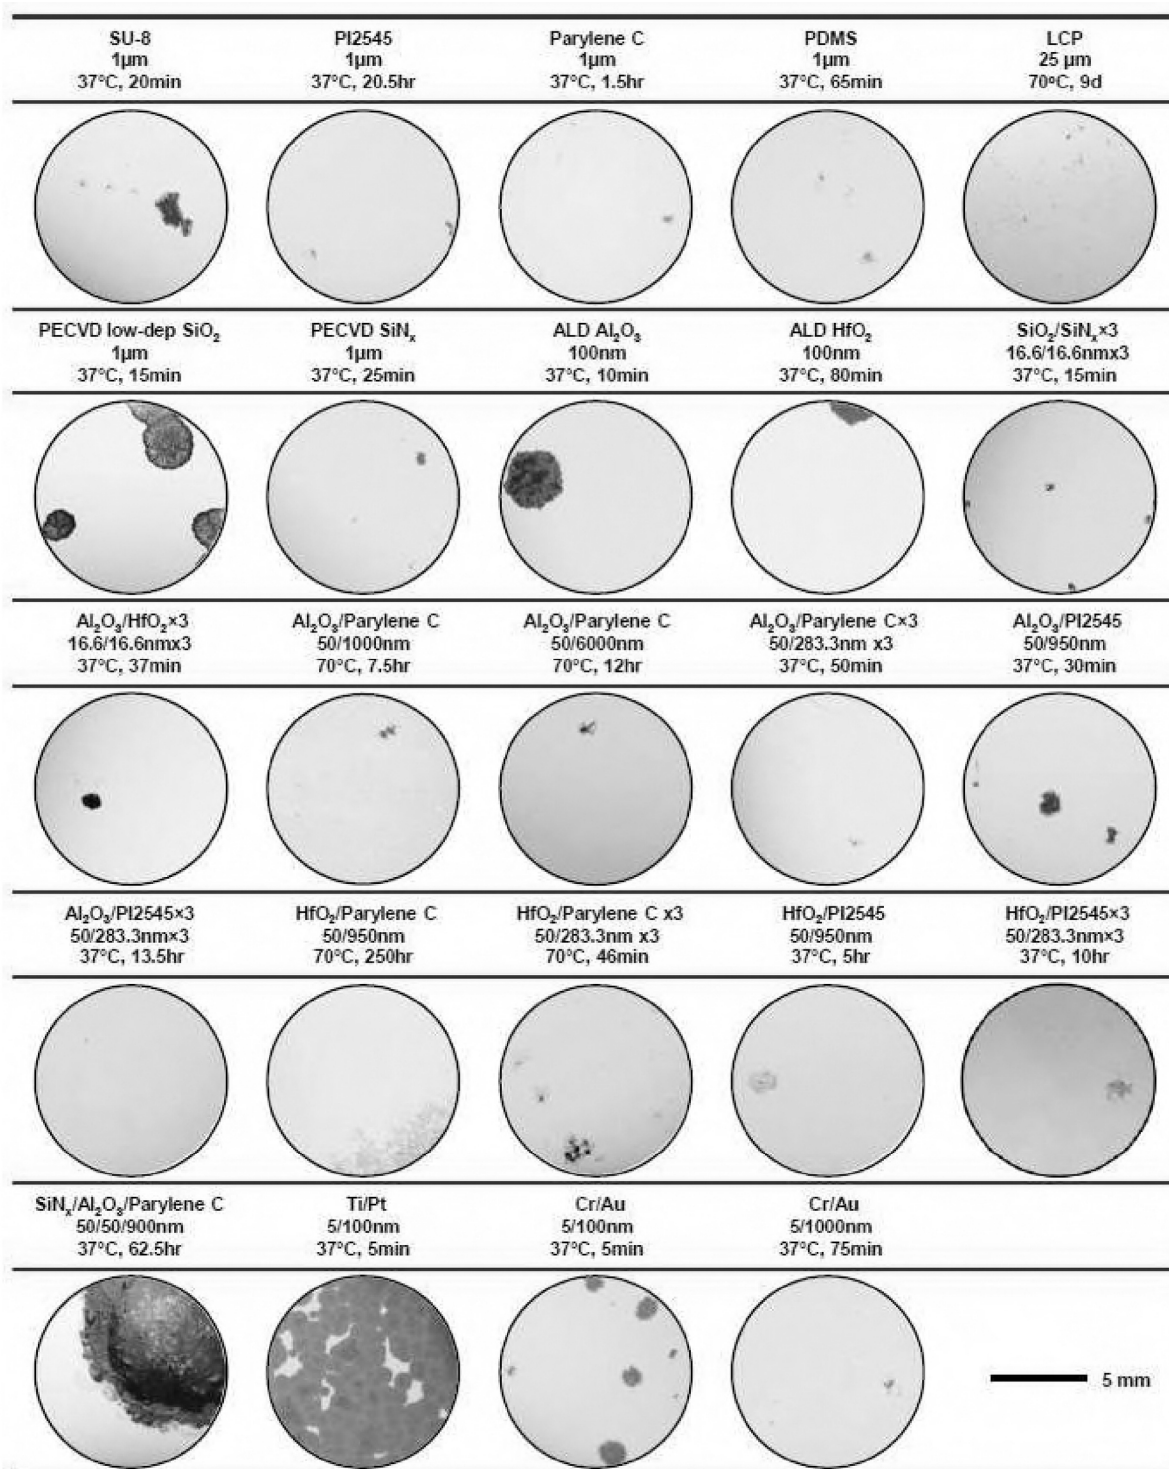 SU-8 PI2545 Parylene C PDMS LCP
1µm 1µm 1µm 1µm 25 µm
37°C, 20min 37°C, 20.5hr 37°C, 1.5hr 37°C, 65min 70°C, 9d
PECVD low-dep SiO₂ PECVD SiNₓ ALD Al₂O₃ ALD HfO₂ SiO₂/SiNₓ×3
1µm 1µm 100nm 100nm 16.6/16.6nmx3
37°C, 15min 37°C, 25min 37°C, 10min 37°C, 80min 37°C, 15min
Al₂O₃/HfO₂×3 Al₂O₃/Parylene C Al₂O₃/Parylene C Al₂O₃/Parylene C×3 Al₂O₃/PI2545
16.6/16.6nmx3 50/1000nm 50/6000nm 50/283.3nm x3 50/950nm
37°C, 37min 70°C, 7.5hr 70°C, 12hr 37°C, 50min 37°C, 30min
Al₂O₃/PI2545×3 HfO₂/Parylene C HfO₂/Parylene C x3 HfO₂/PI2545 HfO₂/PI2545×3
50/283.3nm×3 50/950nm 50/283.3nm x3 50/950nm 50/283.3nm×3
37°C, 13.5hr 70°C, 250hr 70°C, 46min 37°C, 5hr 37°C, 10hr
SiNₓ/Al₂O₃/Parylene C Ti/Pt Cr/Au Cr/Au
50/50/900nm 5/100nm 5/100nm 5/1000nm
37°C, 62.5hr 37°C, 5min 37°C, 5min 37°C, 75min
5 mm